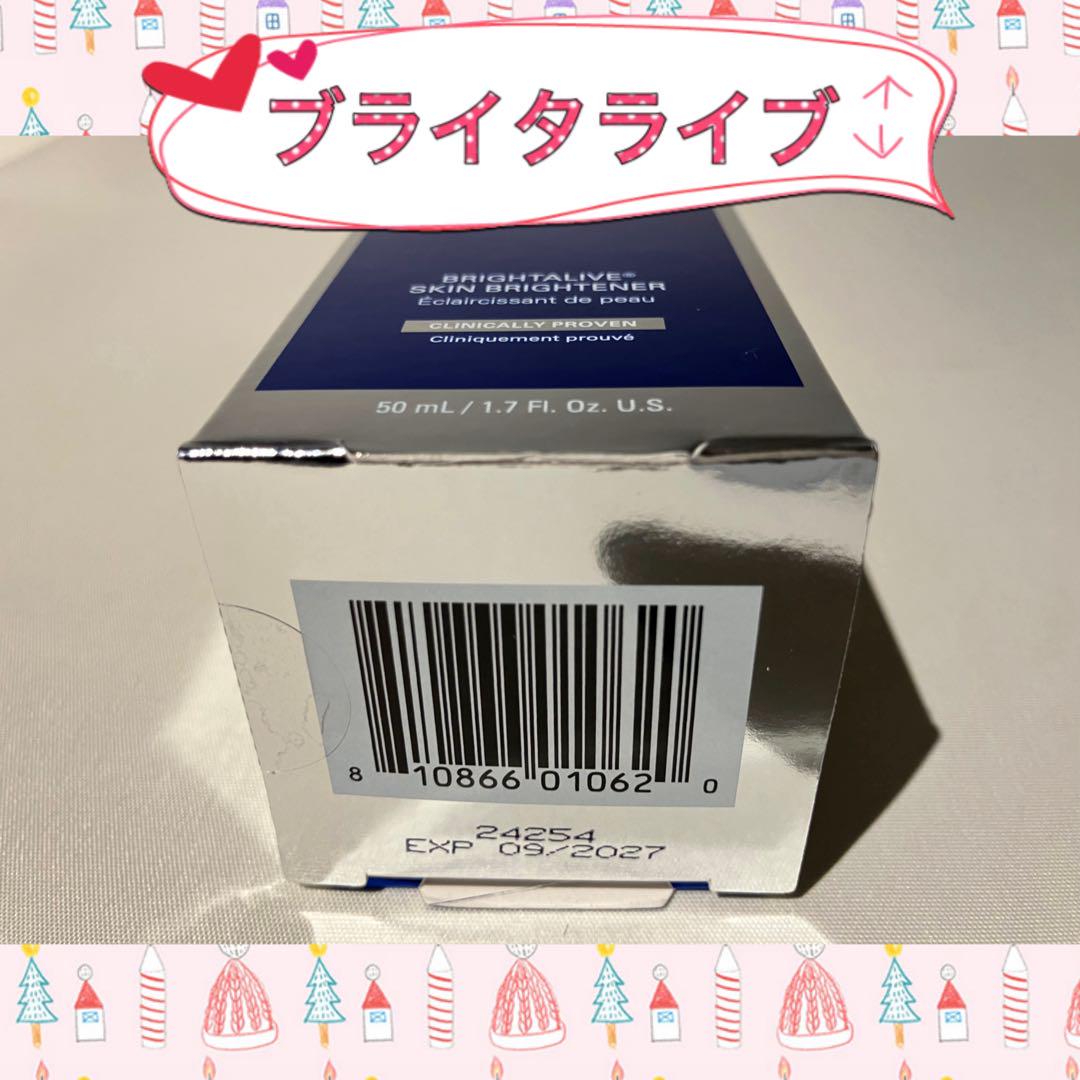 ブライタライブ
BRIGHTALIVE®
SKIN BRIGHTENER
Éclaircissant de peau
CLINICALLY PROVEN
Cliniquement prouvé
50 mL / 1.7 Fl. Oz. U.S.
8 10866 01062 0
24254
EXP 09/2027